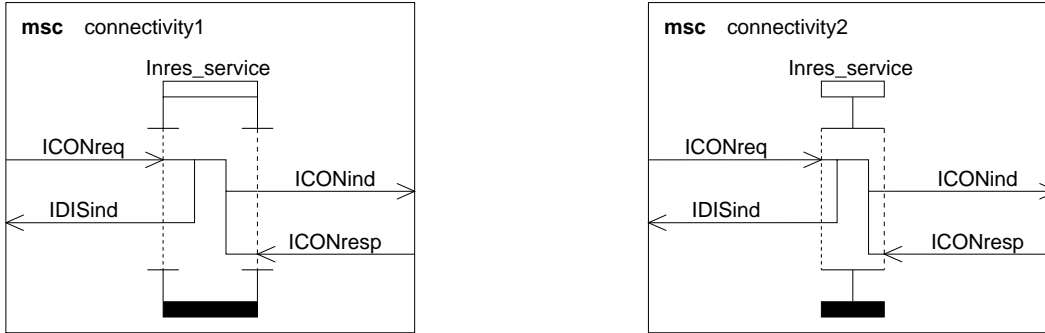 msc connectivity1
Inres_service
ICONreq
ICONind
IDISind
ICONresp
msc connectivity2
Inres_service
ICONreq
ICONind
IDISind
ICONresp